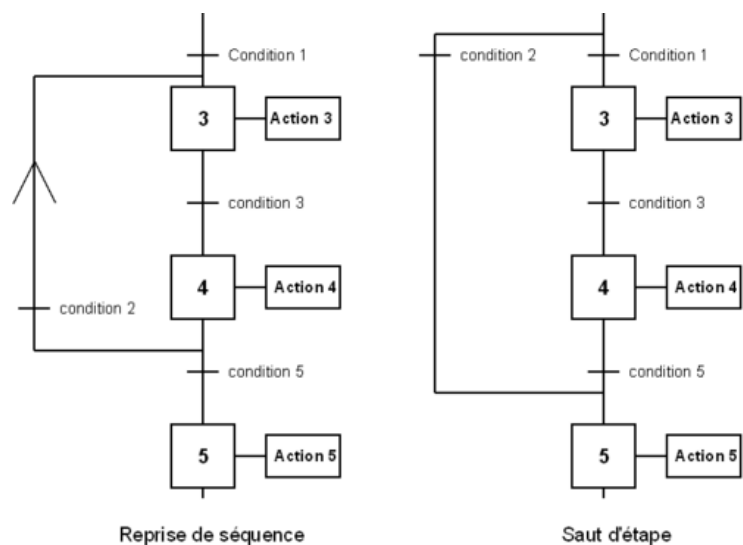 Condition 1
3
Action 3
condition 3
4
Action 4
condition 2
condition 5
5
Action 5
Reprise de séquence
condition 2
Condition 1
3
Action 3
condition 3
4
Action 4
condition 5
5
Action 5
Saut d'étape